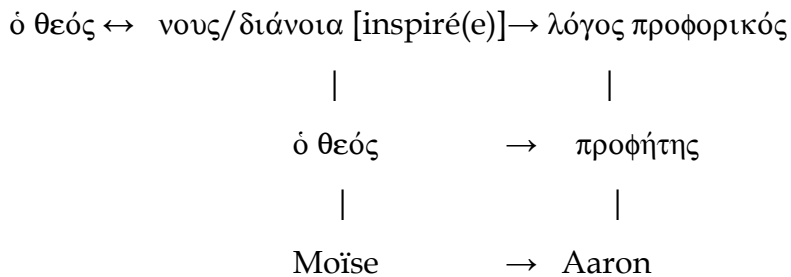 ὁ θεός ↔ νους/διάνοια [inspiré(e)]→ λόγος προφορικός
| |
ὁ θεός → προφήτης
| |
Moïse → Aaron